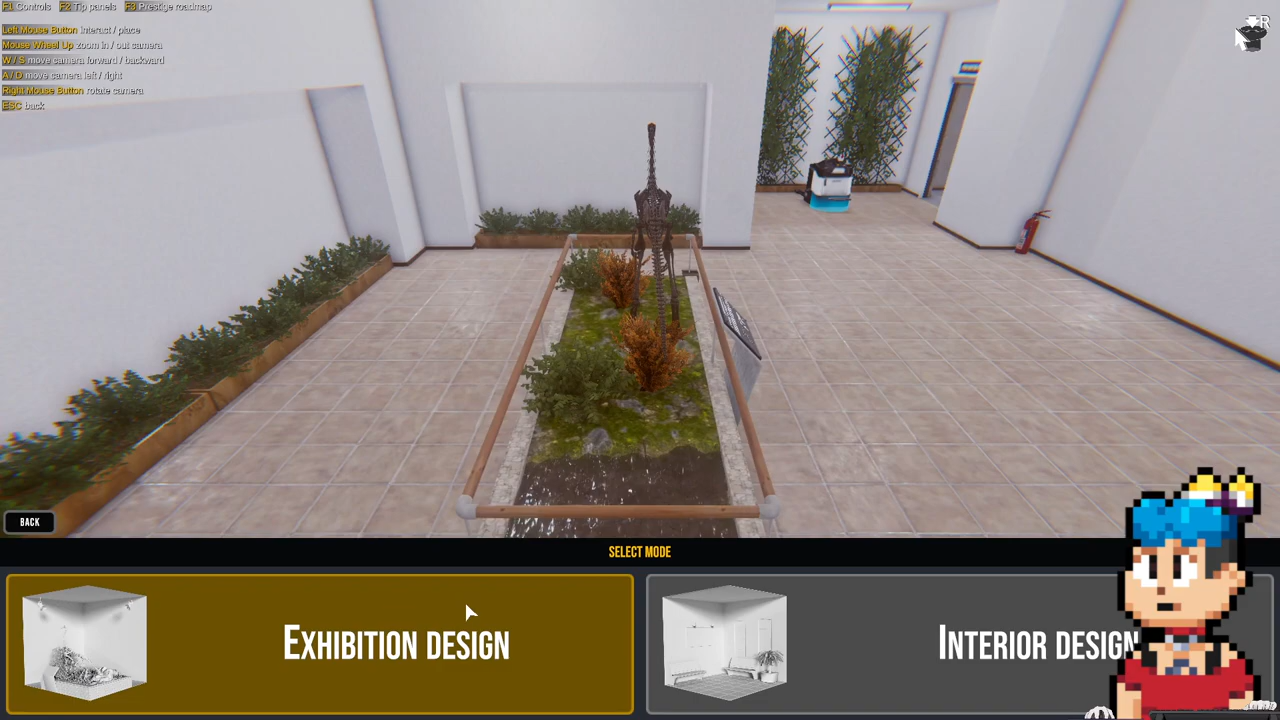 F1 Controls F2 Tip panels F3 Prestige roadmap
Left Mouse Button interact / place
Mouse Wheel Up zoom in / out camera
W / S move camera forward / backward
A / D move camera left / right
Right Mouse Button rotate camera
ESC back
R
BACK
SELECT MODE
EXHIBITION DESIGN
INTERIOR DESIGN